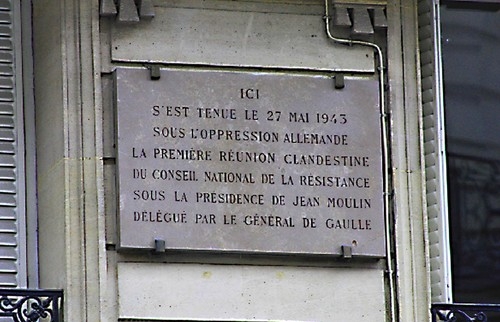 ICI
S'EST TENUE LE 27 MAI 1943
SOUS L'OPPRESSION ALLEMANDE
LA PREMIÈRE RÉUNION CLANDESTINE
DU CONSEIL NATIONAL DE LA RÉSISTANCE
SOUS LA PRÉSIDENCE DE JEAN MOULIN
DÉLÉGUÉ PAR LE GÉNÉRAL DE GAULLE